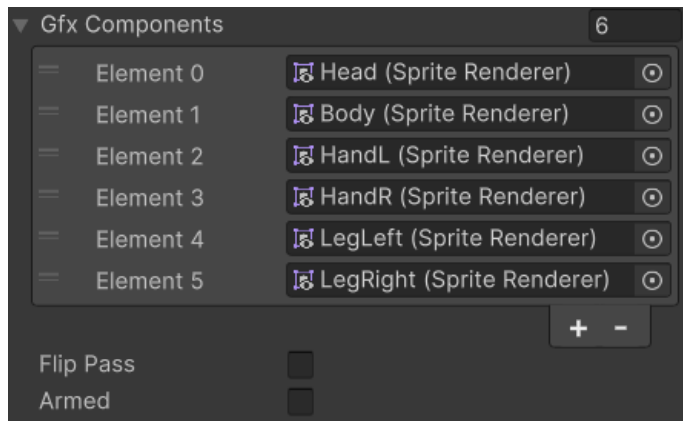 Gfx Components 6
Element 0 Head (Sprite Renderer)
Element 1 Body (Sprite Renderer)
Element 2 HandL (Sprite Renderer)
Element 3 HandR (Sprite Renderer)
Element 4 LegLeft (Sprite Renderer)
Element 5 LegRight (Sprite Renderer)
+ -
Flip Pass
Armed